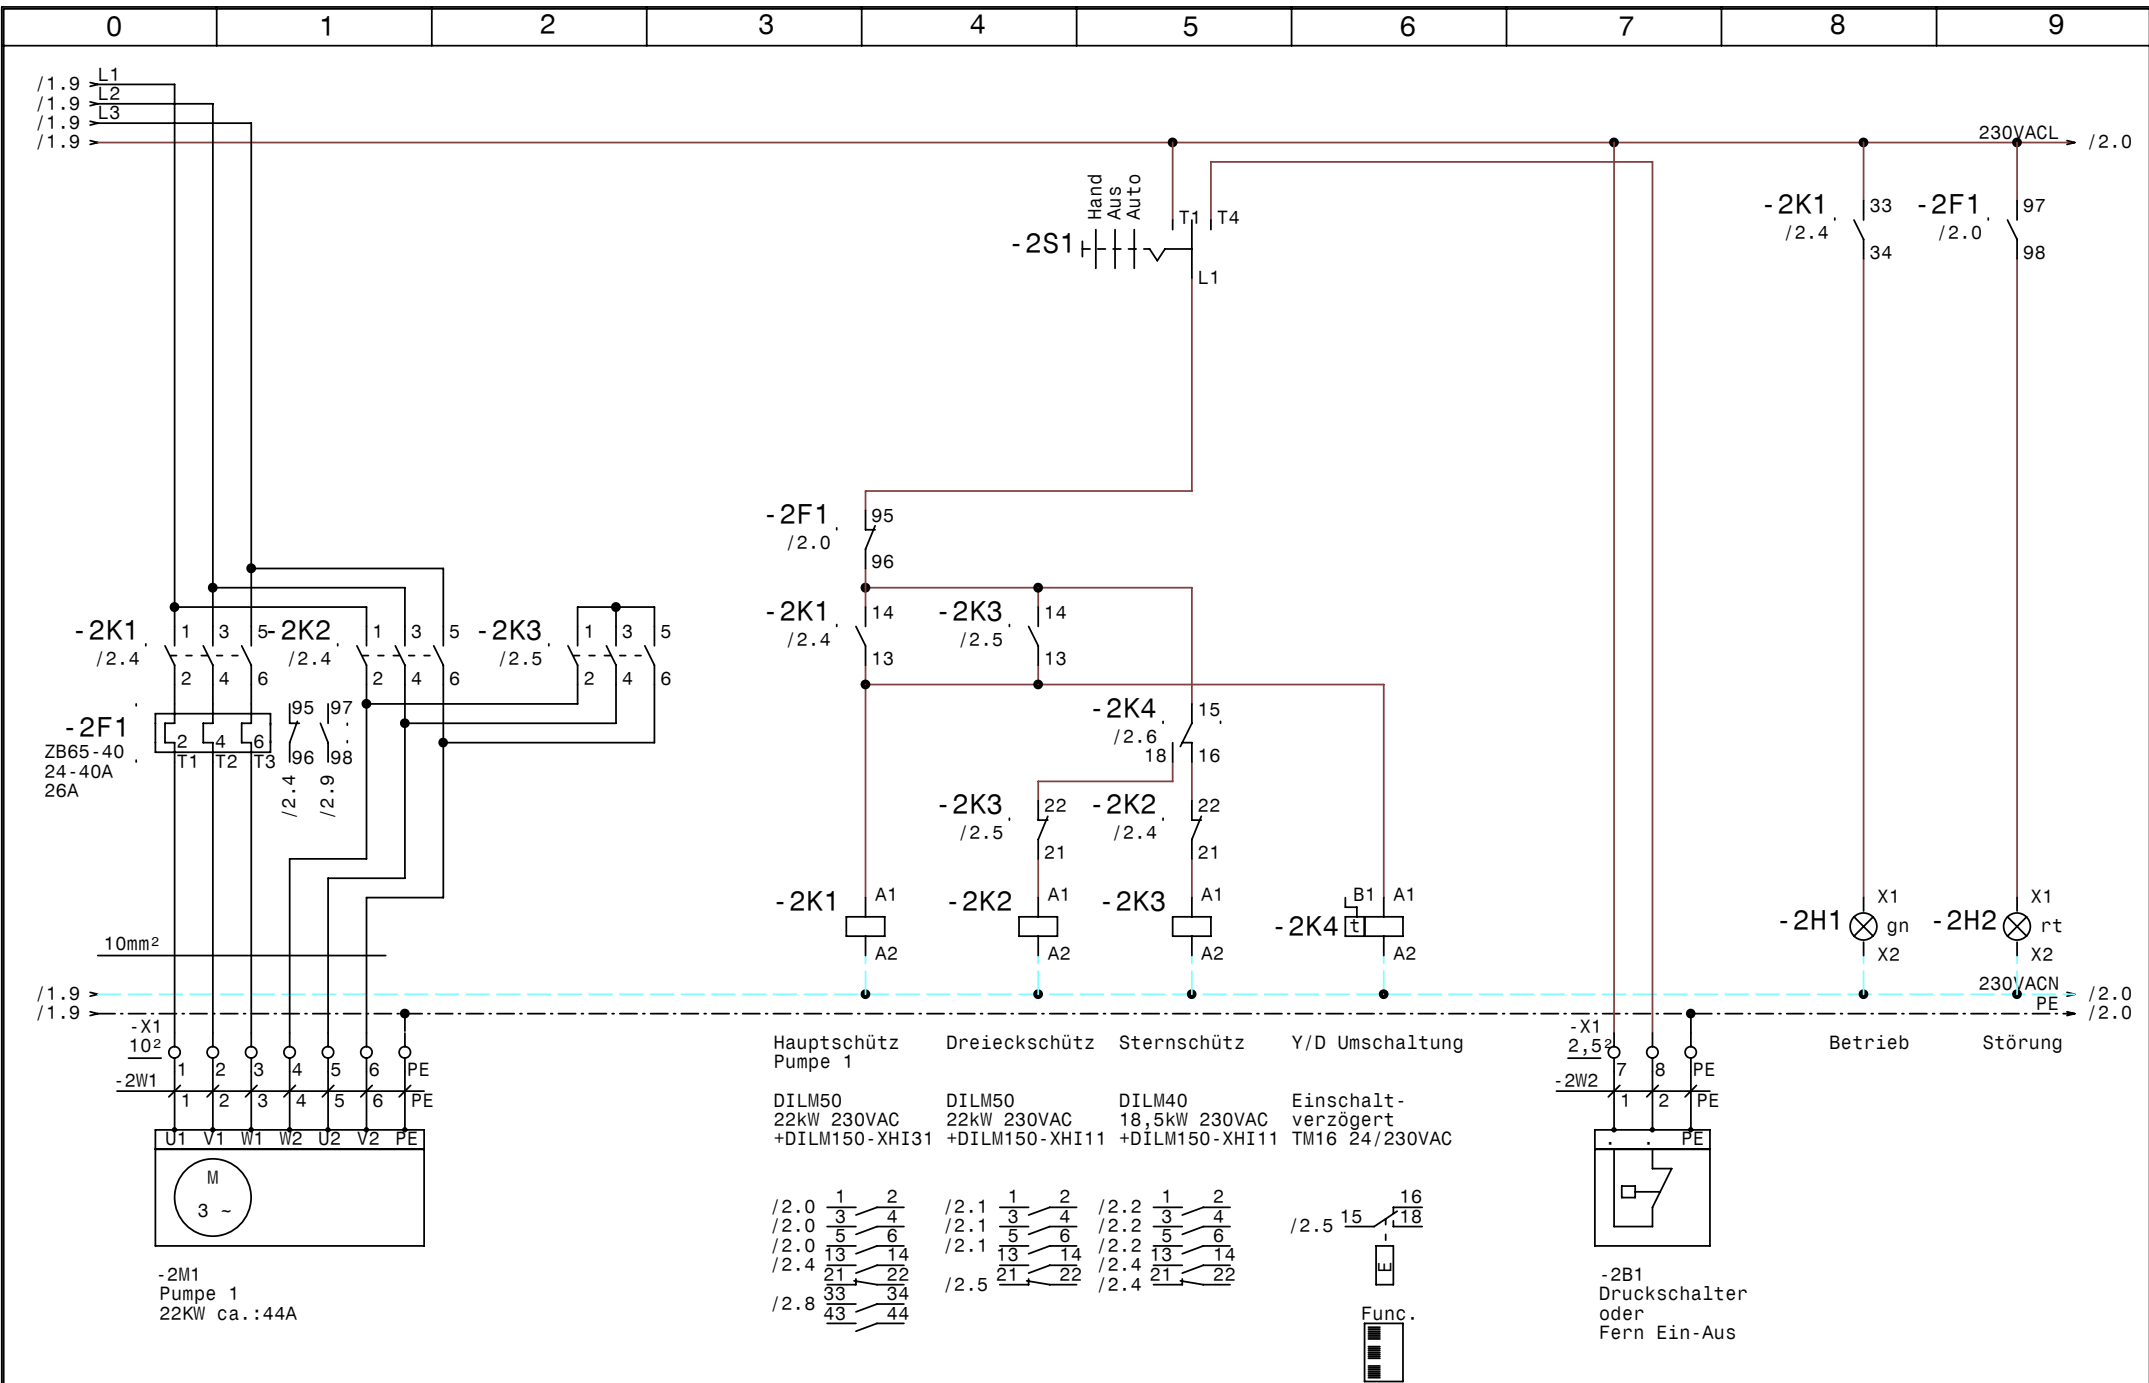 0 1 2 3 4 5 6 7 8 9
/1.9 L1
/1.9 L2
/1.9 L3
/1.9 230VACL /2.0
Hand
Aus
Auto
-2S1 T1 T4
L1
-2K1 33
/2.4 34
-2F1 97
/2.0 98
-2F1 95
/2.0 96
-2K1 1 3 5
/2.4 2 4 6
-2K2 1 3 5
/2.4 2 4 6
-2K3 1 3 5
/2.5 2 4 6
-2K1 14
/2.4 13
-2K3 14
/2.5 13
-2F1 2 4 6
T1 T2 T3
ZB65-40
24-40A
26A
95 97
96 98
/2.4 /2.9
-2K4 15
/2.6
18 16
-2K3 22
/2.5 21
-2K2 22
/2.4 21
-2K1 A1
A2
-2K2 A1
A2
-2K3 A1
A2
-2K4 t B1 A1
A2
-2H1 X1
gn
X2
-2H2 X1
rt
X2
10mm²
/1.9 230VACN /2.0
/1.9 PE /2.0
-X1
10²
1 2 3 4 5 6 PE
-2W1
1 2 3 4 5 6 PE
U1 V1 W1 W2 U2 V2 PE
M
3 ~
-2M1
Pumpe 1
22KW ca.:44A
Hauptschütz
Pumpe 1
DILM50
22kW 230VAC
+DILM150-XHI31
/2.0 1 2
/2.0 3 4
/2.0 5 6
/2.4 13 14
21 22
/2.8 33 34
43 44
Dreieckschütz
DILM50
22kW 230VAC
+DILM150-XHI11
/2.1 1 2
/2.1 3 4
/2.1 5 6
13 14
/2.5 21 22
Sternschütz
DILM40
18,5kW 230VAC
+DILM150-XHI11
/2.2 1 2
/2.2 3 4
/2.2 5 6
/2.4 13 14
/2.4 21 22
Y/D Umschaltung
Einschalt-
verzögert
TM16 24/230VAC
16
/2.5 15 18
E
Func.
-X1
2,5²
7 8 PE
-2W2
1 2 PE
. . PE
-2B1
Druckschalter
oder
Fern Ein-Aus
Betrieb
Störung